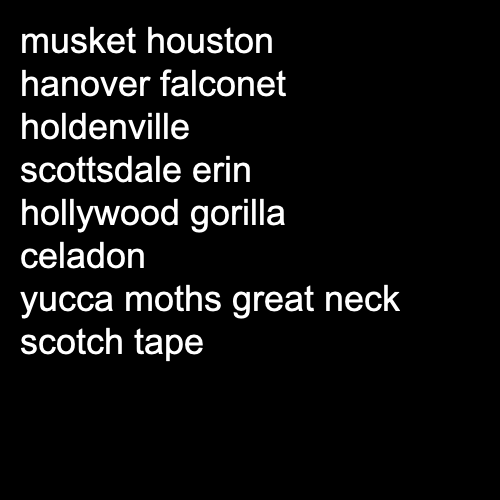 musket houston
hanover falconet
holdenville
scottsdale erin
hollywood gorilla
celadon
yucca moths great neck
scotch tape